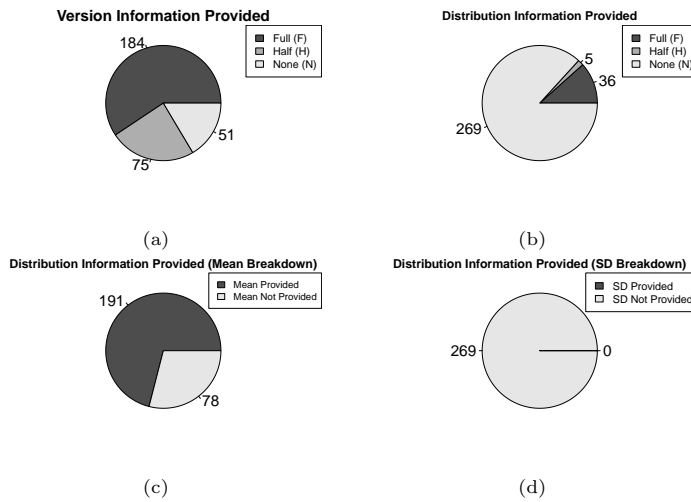 Version Information Provided
184
Full (F)
Half (H)
None (N)
51
75
(a)
Distribution Information Provided
Full (F)
Half (H)
None (N)
5
36
269
(b)
Distribution Information Provided (Mean Breakdown)
191
Mean Provided
Mean Not Provided
78
(c)
Distribution Information Provided (SD Breakdown)
SD Provided
SD Not Provided
269
0
(d)